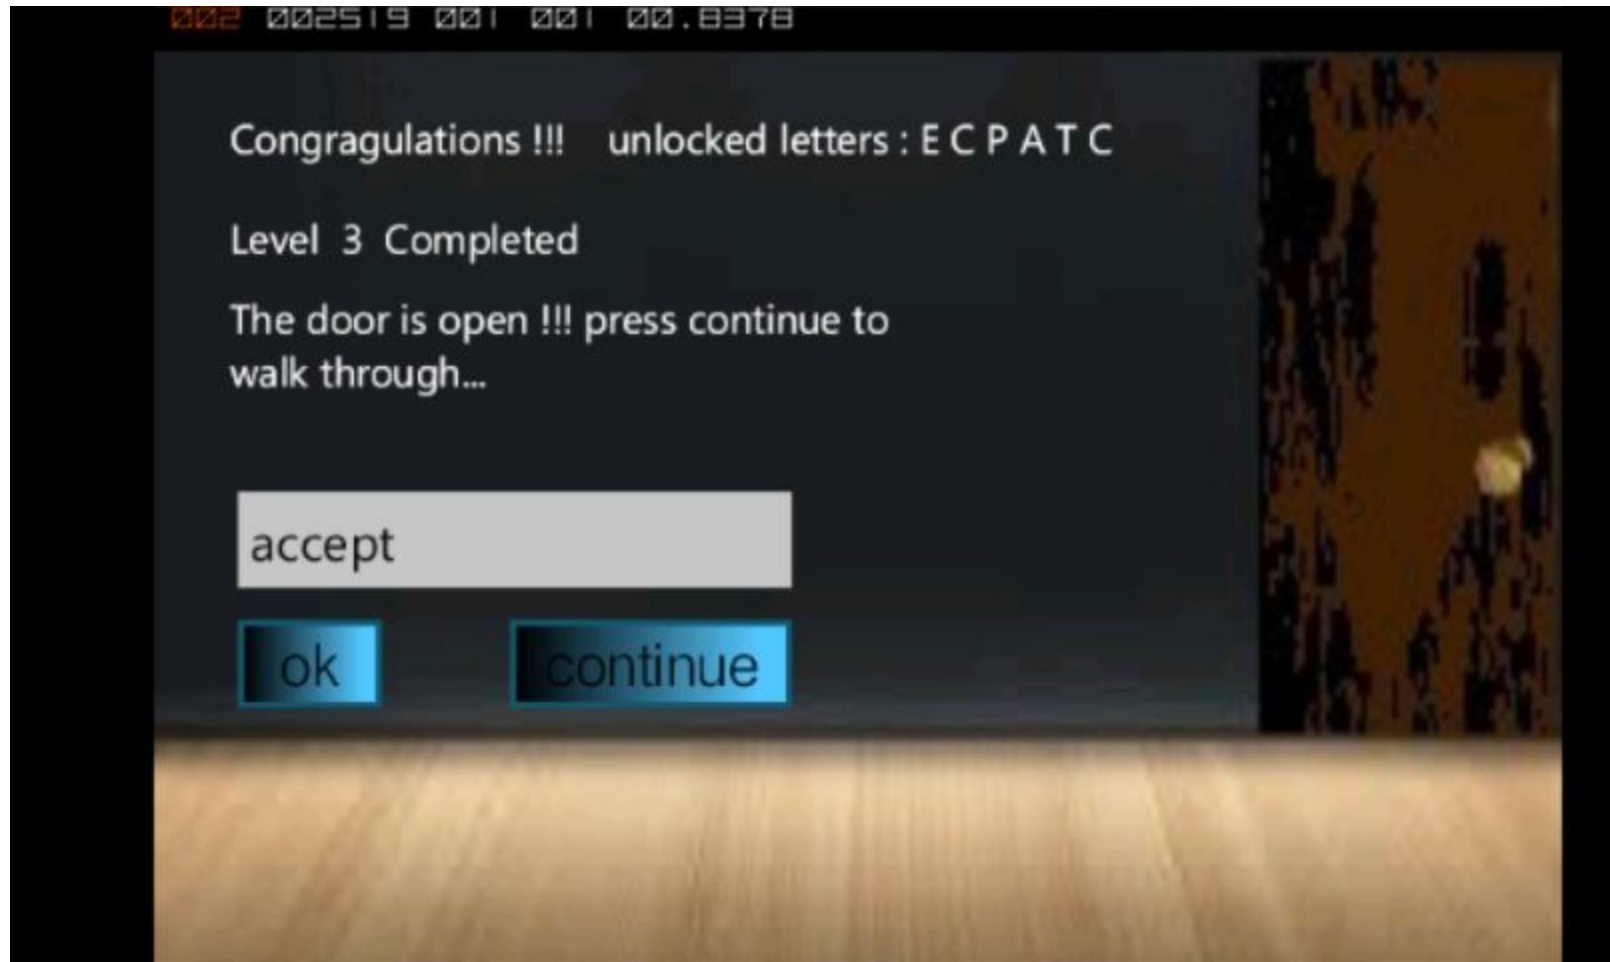 002 002519 001 001 00.8378
Congragulations !!! unlocked letters : E C P A T C
Level 3 Completed
The door is open !!! press continue to
walk through...
accept
ok continue